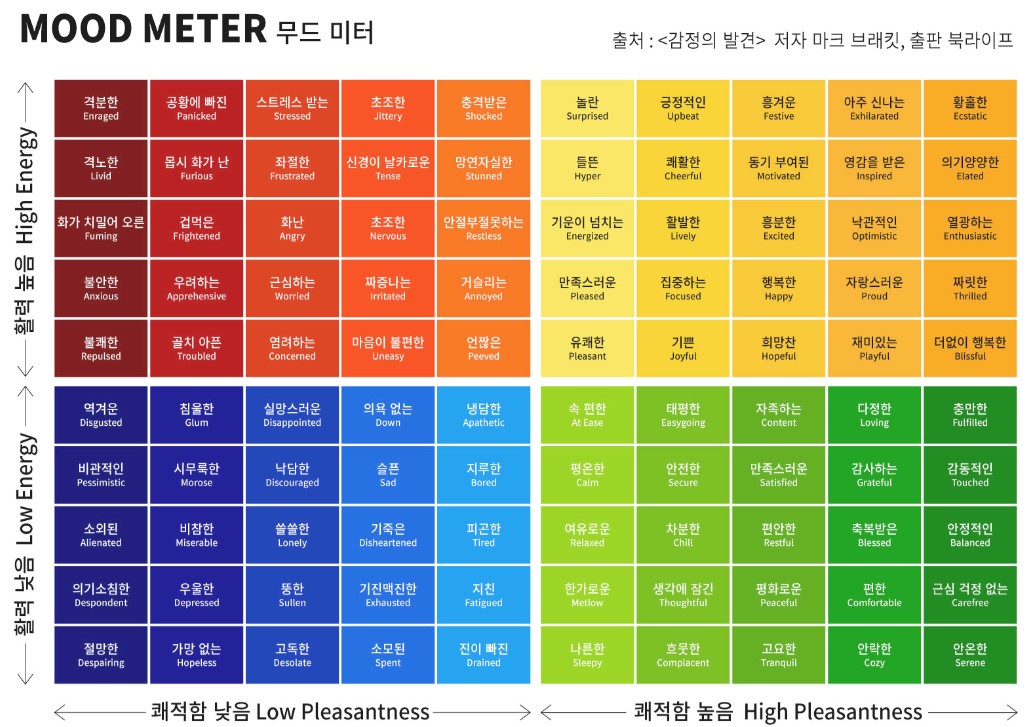 MOOD METER 무드 미터
출처 : <감정의 발견> 저자 마크 브래킷, 출판 북라이프
활력 높음 High Energy
격분한 공황에 빠진 스트레스 받는 초조한 충격받은 놀란 긍정적인 흥겨운 아주 신나는 황홀한
Enraged Panicked Stressed Jittery Shocked Surprised Upbeat Festive Exhilarated Ecstatic
격노한 몹시 화가 난 좌절한 신경이 날카로운 망연자실한 들뜬 쾌활한 동기 부여된 영감을 받은 의기양양한
Livid Furious Frustrated Tense Stunned Hyper Cheerful Motivated Inspired Elated
화가 치밀어 오른 겁먹은 화난 초조한 안절부절못하는 기운이 넘치는 활발한 흥분한 낙관적인 열광하는
Fuming Frightened Angry Nervous Restless Energized Lively Excited Optimistic Enthusiastic
불안한 우려하는 근심하는 짜증나는 거슬리는 만족스러운 집중하는 행복한 자랑스러운 짜릿한
Anxious Apprehensive Worried Irritated Annoyed Pleased Focused Happy Proud Thrilled
불쾌한 골치 아픈 염려하는 마음이 불편한 언짢은 유쾌한 기쁜 희망찬 재미있는 더없이 행복한
Repulsed Troubled Concerned Uneasy Peeved Pleasant Joyful Hopeful Playful Blissful
활력 낮음 Low Energy
역겨운 침울한 실망스러운 의욕 없는 냉담한 속 편한 태평한 자족하는 다정한 충만한
Disgusted Glum Disappointed Down Apathetic At Ease Easygoing Content Loving Fulfilled
비관적인 시무룩한 낙담한 슬픈 지루한 평온한 안전한 만족스러운 감사하는 감동적인
Pessimistic Morose Discouraged Sad Bored Calm Secure Satisfied Grateful Touched
소외된 비참한 쓸쓸한 기죽은 피곤한 여유로운 차분한 편안한 축복받은 안정적인
Alienated Miserable Lonely Disheartened Tired Relaxed Chill Restful Blessed Balanced
의기소침한 우울한 뚱한 기진맥진한 지친 한가로운 생각에 잠긴 평화로운 편한 근심 걱정 없는
Despondent Depressed Sullen Exhausted Fatigued Metlow Thoughtful Peaceful Comfortable Carefree
절망한 가망 없는 고독한 소모된 진이 빠진 나른한 흐뭇한 고요한 안락한 안온한
Despairing Hopeless Desolate Spent Drained Sleepy Complacent Tranquil Cozy Serene
쾌적함 낮음 Low Pleasantness 쾌적함 높음 High Pleasantness